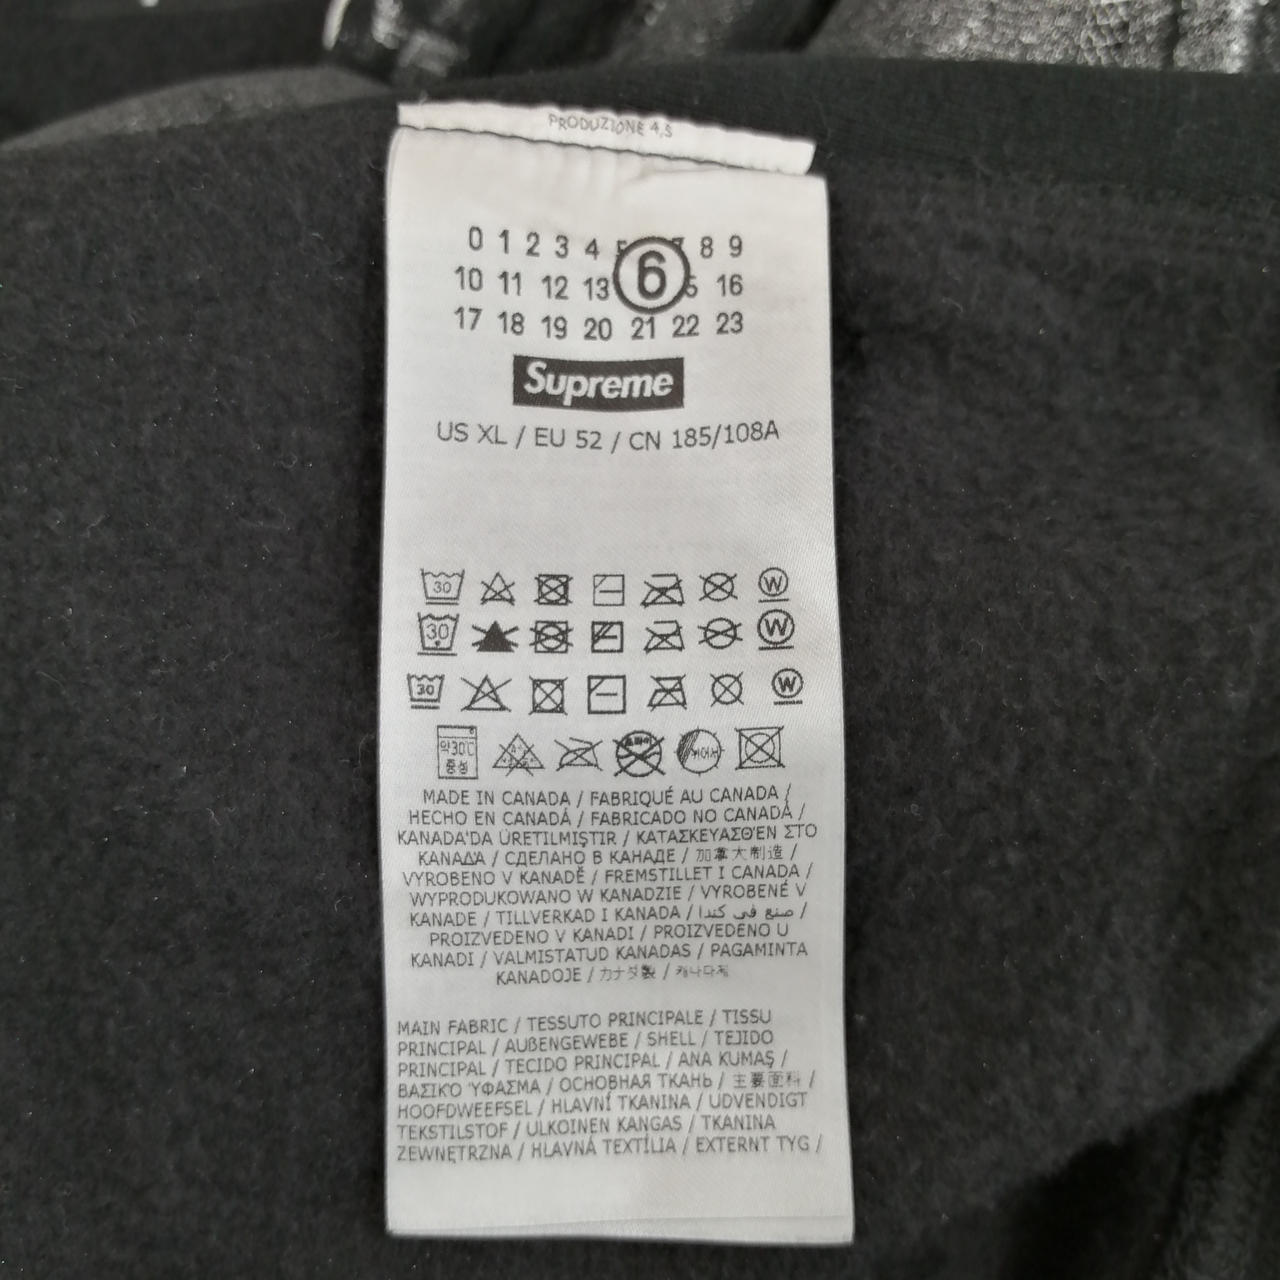 PRODUZIONE 4,5
0 1 2 3 4 8 9
6
10 11 12 13 16
17 18 19 20 21 22 23
Supreme
US XL / EU 52 / CN 185/108A
30 W
30 W
30 W
약30℃
중성
MADE IN CANADA / FABRIQUÉ AU CANADA /
HECHO EN CANADÁ / FABRICADO NO CANADÁ /
KANADA'DA ÜRETILMIŞTIR / ΚΑΤΑΣΚΕΥΑΣΘΈΝ ΣΤΟ
ΚΑΝΑΔΆ / СДЕЛАНО В КАНАДЕ / 加拿大制造 /
VYROBENO V KANADĚ / FREMSTILLET I CANADA /
WYPRODUKOWANO W KANADZIE / VYROBENÉ V
KANADE / TILLVERKAD I KANADA / صنع في كندا /
PROIZVEDENO V KANADI / PROIZVEDENO U
KANADI / VALMISTATUD KANADAS / PAGAMINTA
KANADOJE / カナダ製 / 캐나다제
MAIN FABRIC / TESSUTO PRINCIPALE / TISSU
PRINCIPAL / AUßENGEWEBE / SHELL / TEJIDO
PRINCIPAL / TECIDO PRINCIPAL / ANA KUMAŞ /
ΒΑΣΙΚΌ ΎΦΑΣΜΑ / ОСНОВНАЯ ТКАНЬ / 主要面料 /
HOOFDWEEFSEL / HLAVNÍ TKANINA / UDVENDIGT
TEKSTILSTOF / ULKOINEN KANGAS / TKANINA
ZEWNĘTRZNA / HLAVNÁ TEXTÍLIA / EXTERNT TYG /